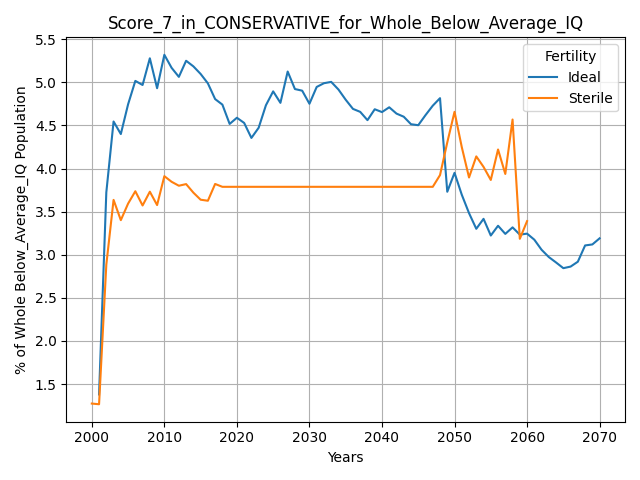 Score_7_in_CONSERVATIVE_for_Whole_Below_Average_IQ
% of Whole Below_Average_IQ Population
5.5
5.0
4.5
4.0
3.5
3.0
2.5
2.0
1.5
Fertility
Ideal
Sterile
2000 2010 2020 2030 2040 2050 2060 2070
Years